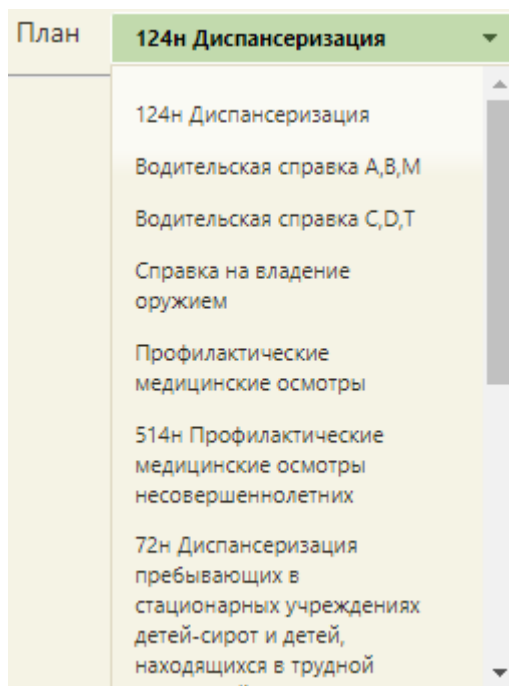 План
124н Диспансеризация
124н Диспансеризация
Водительская справка А,В,М
Водительская справка С,D,Т
Справка на владение
оружием
Профилактические
медицинские осмотры
514н Профилактические
медицинские осмотры
несовершеннолетних
72н Диспансеризация
пребывающих в
стационарных учреждениях
детей-сирот и детей,
находящихся в трудной